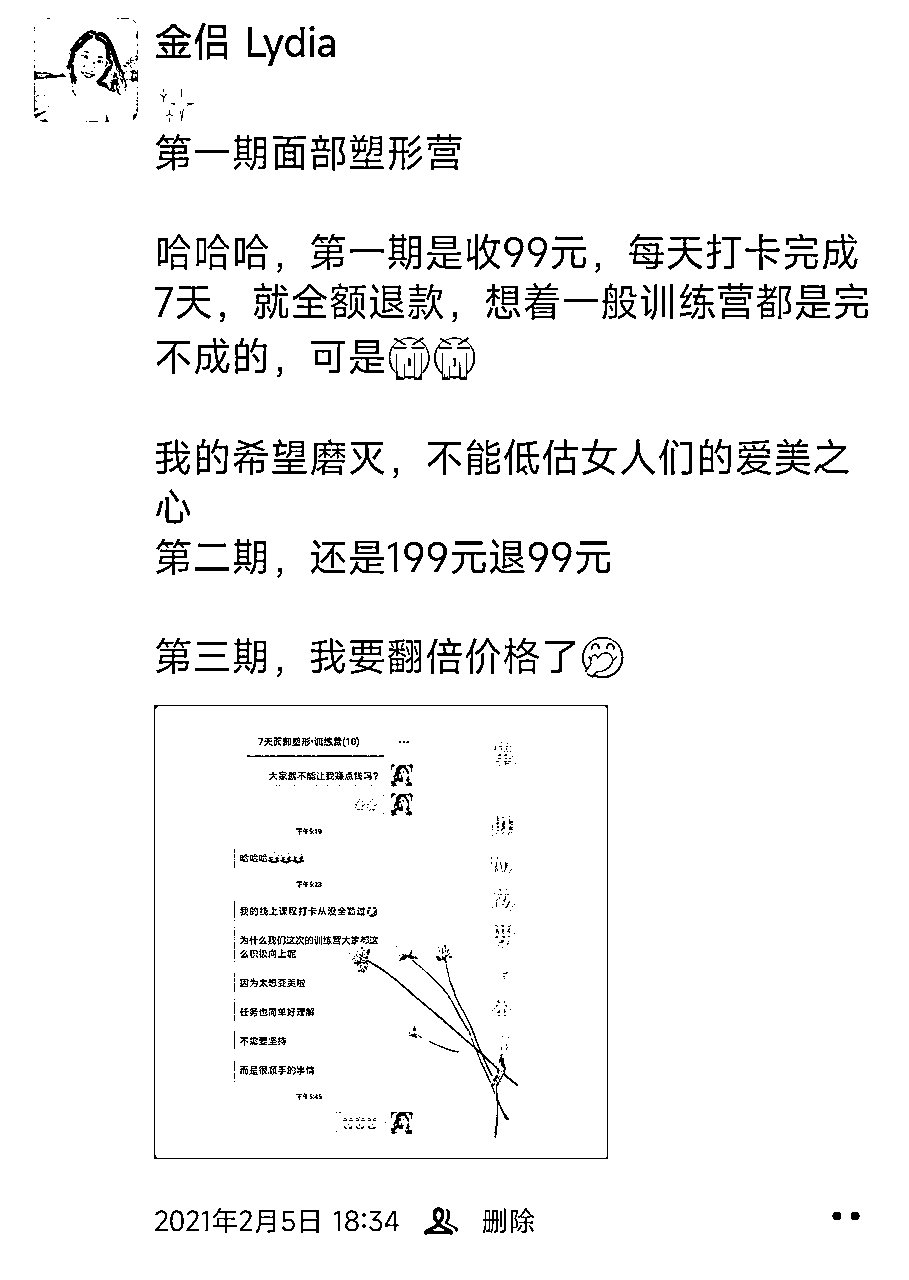 金侣 Lydia
第一期面部塑形营
哈哈哈，第一期是收99元，每天打卡完成
7天，就全额退款，想着一般训练营都是完
不成的，可是
我的希望磨灭，不能低估女人们的爱美之
心
第二期，还是199元退99元
第三期，我要翻倍价格了
7天面部塑形·训练营(10)
大家就不能让我赚点钱吗？
下午5:19
哈哈哈
下午5:23
我的线上课程打卡从没全勤过
为什么我们这次的训练营大家都这
么积极向上呢
因为太想变美啦
任务也简单好理解
不需要坚持
而是很顺手的事情
下午5:45
2021年2月5日 18:34
删除